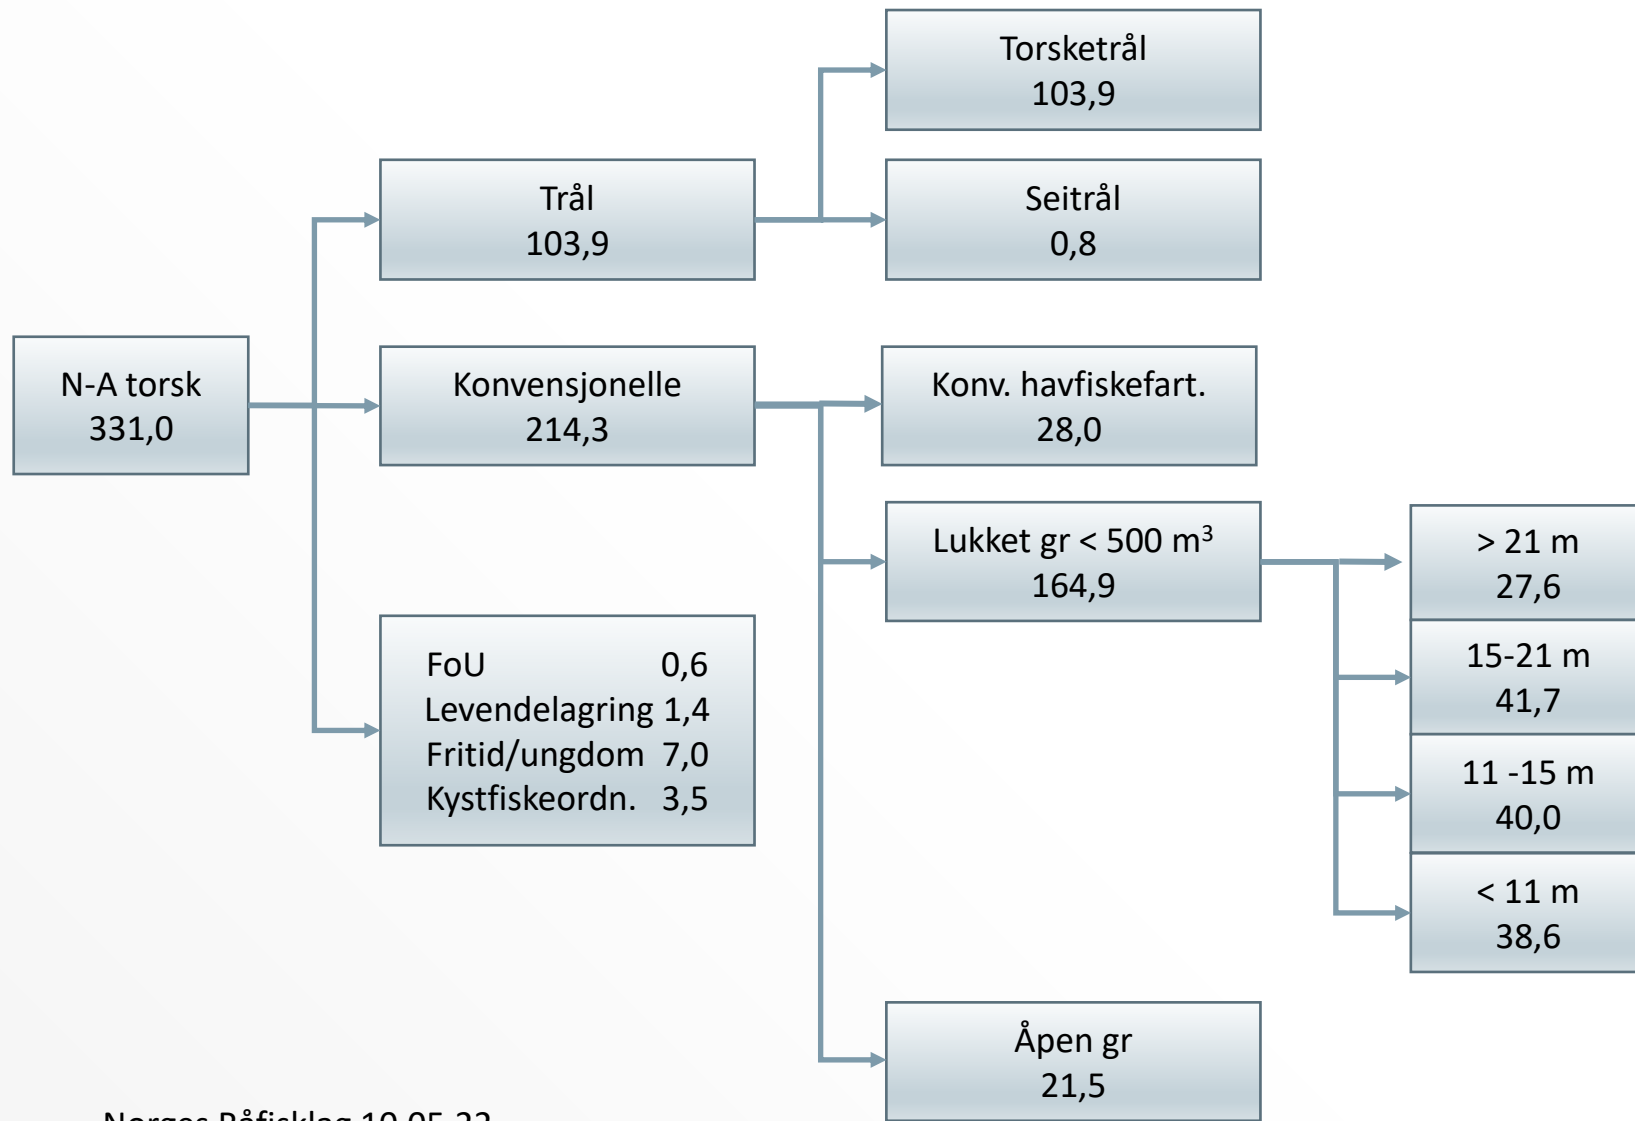 Torsketrål
103,9
Trål
103,9
Seitrål
0,8
N-A torsk
331,0
Konvensjonelle
214,3
Konv. havfiskefart.
28,0
Lukket gr < 500 m³
164,9
> 21 m
27,6
15-21 m
41,7
11 -15 m
40,0
< 11 m
38,6
FoU 0,6
Levendelagring 1,4
Fritid/ungdom 7,0
Kystfiskeordn. 3,5
Åpen gr
21,5
Norges Råfisklag